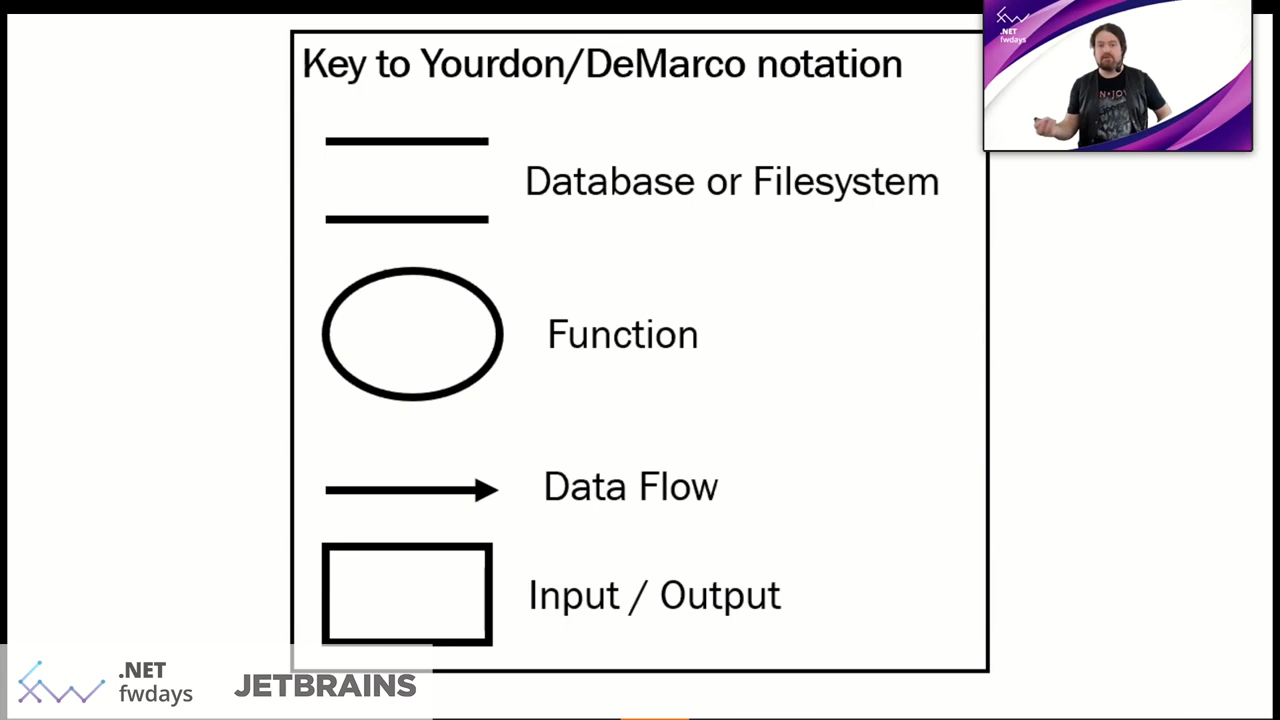 Key to Yourdon/DeMarco notation
.NET
fwdays
Database or Filesystem
Function
Data Flow
Input / Output
.NET
fwdays
JETBRAINS